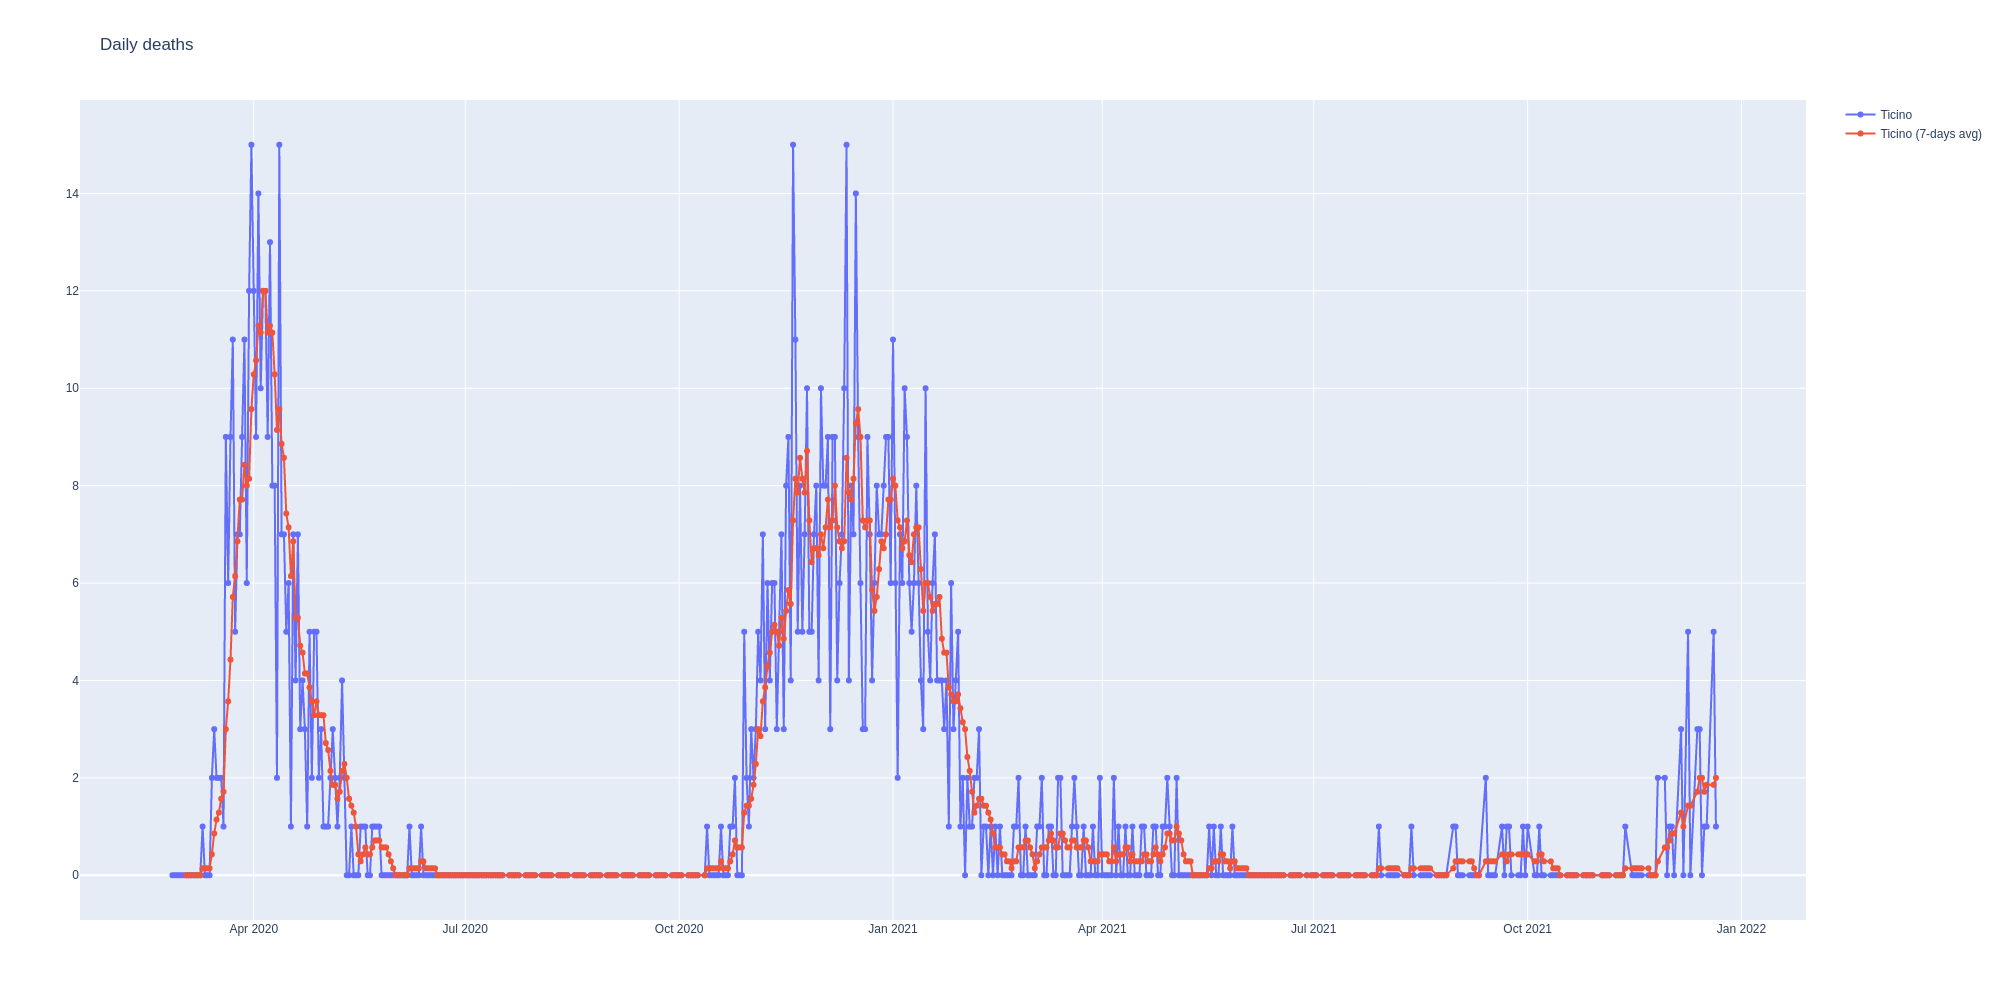 Daily deaths
Ticino
Ticino (7-days avg)
14
12
10
8
6
4
2
0
Apr 2020
Jul 2020
Oct 2020
Jan 2021
Apr 2021
Jul 2021
Oct 2021
Jan 2022